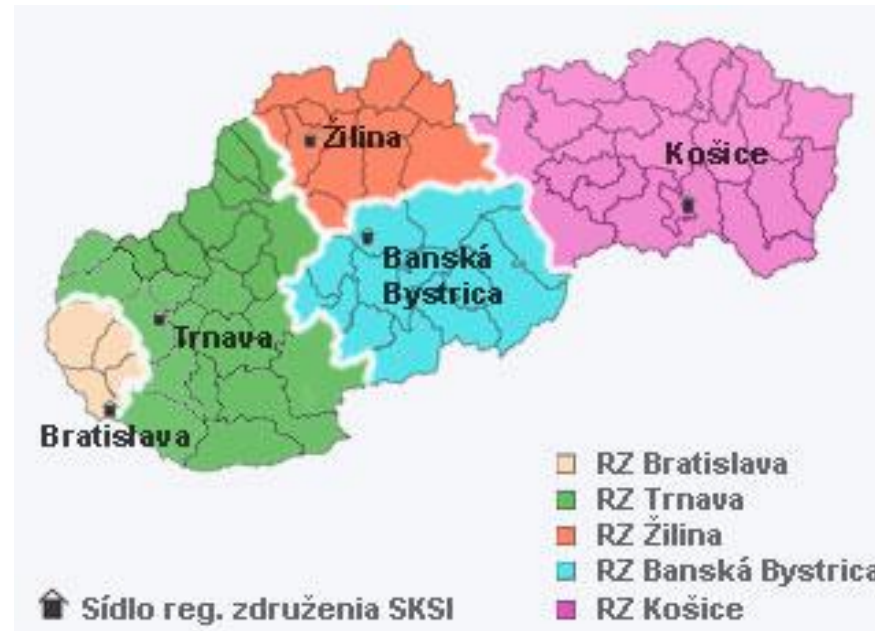 Žilina
Košice
Banská
Bystrica
Trnava
Bratislava
RZ Bratislava
RZ Trnava
RZ Žilina
RZ Banská Bystrica
RZ Košice
Sídlo reg. združenia SKSI